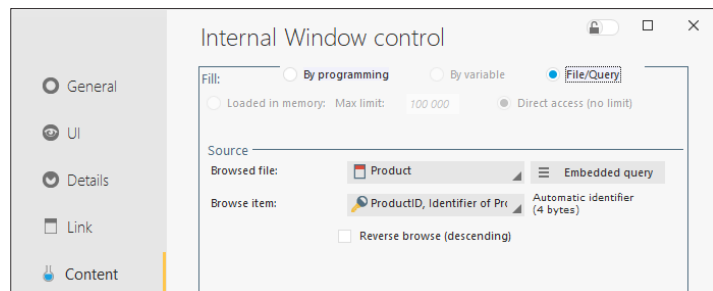 Internal Window control
General
UI
Details
Link
Content
Fill: By programming By variable File/Query
Loaded in memory: Max limit: 100 000 Direct access (no limit)
Source
Browsed file: Product Embedded query
Browse item: ProductID, Identifier of Pro Automatic identifier
(4 bytes)
Reverse browse (descending)